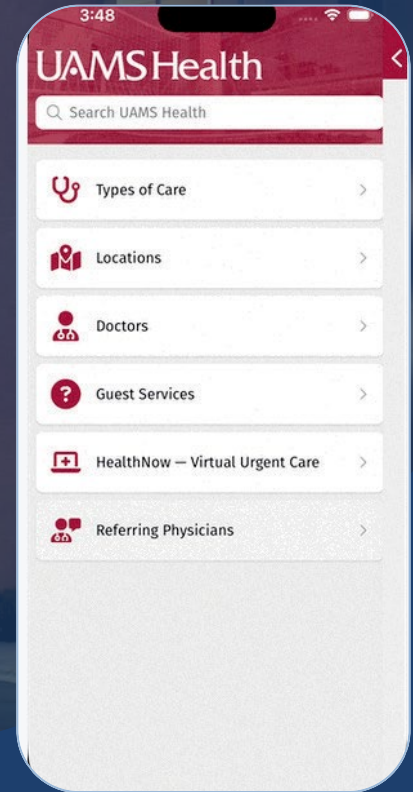 3:48
UAMS Health
Search UAMS Health
Types of Care
Locations
Doctors
Guest Services
?
HealthNow — Virtual Urgent Care
Referring Physicians